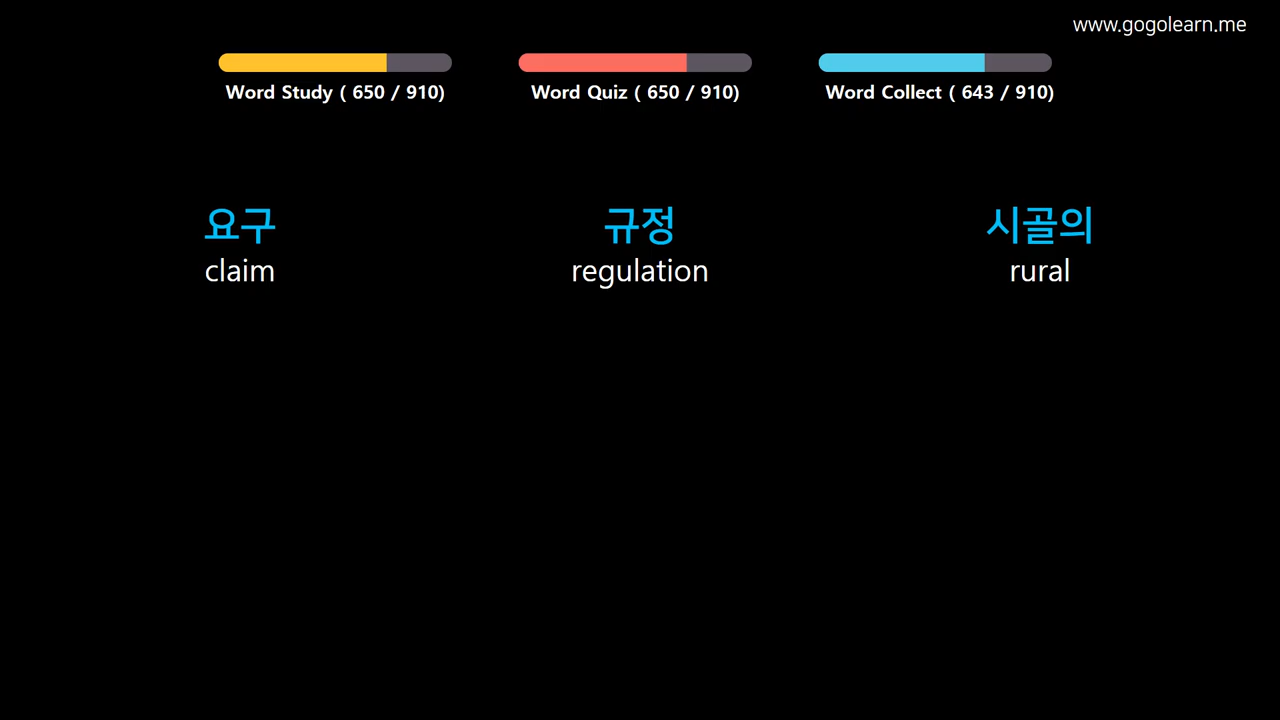 www.gogolearn.me
Word Study ( 650 / 910)
Word Quiz ( 650 / 910)
Word Collect ( 643 / 910)
요구
claim
규정
regulation
시골의
rural